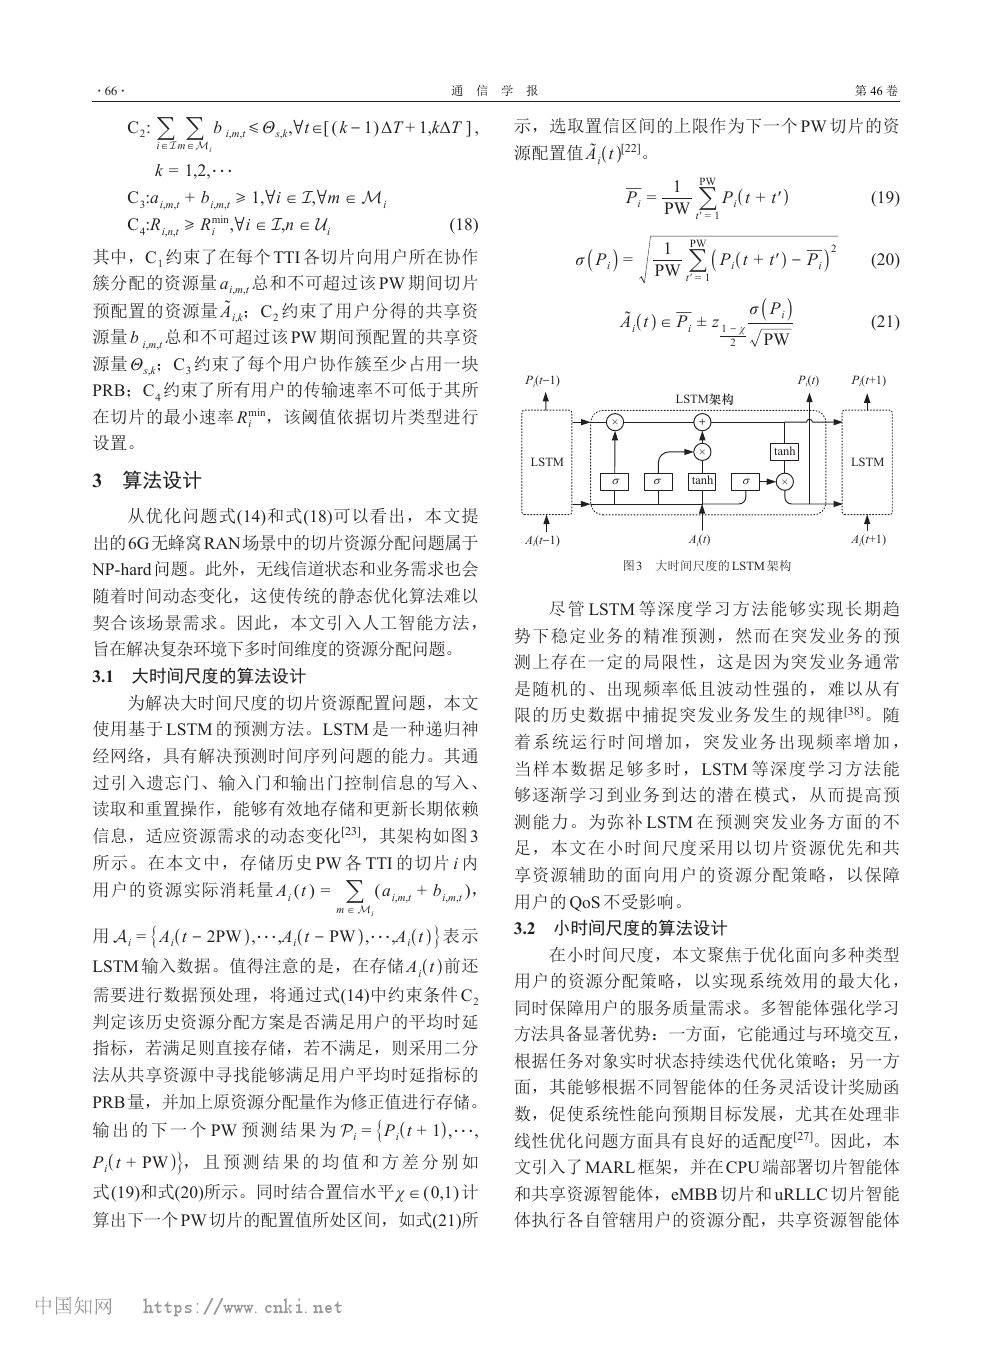 ·66·
通信学报
第46卷
C₂: ∑_{i∈ℐ} ∑_{m∈ℳ_i} b_{i,m,t} ≤ Θ_{s,k}, ∀t∈[(k−1)ΔT+1,kΔT],
k = 1,2,⋯
C₃:a_{i,m,t} + b_{i,m,t} ≥ 1,∀i ∈ ℐ,∀m ∈ ℳ_i
C₄:R_{i,n,t} ≥ R_i^{min},∀i ∈ ℐ,n ∈ 𝒰_i (18)
其中，C₁约束了在每个TTI各切片向用户所在协作
簇分配的资源量a_{i,m,t}总和不可超过该PW期间切片
预配置的资源量Ã_{i,k}；C₂约束了用户分得的共享资
源量b_{i,m,t}总和不可超过该PW期间预配置的共享资
源量Θ_{s,k}；C₃约束了每个用户协作簇至少占用一块
PRB；C₄约束了所有用户的传输速率不可低于其所
在切片的最小速率R_i^{min}，该阈值依据切片类型进行
设置。
3 算法设计
从优化问题式(14)和式(18)可以看出，本文提
出的6G无蜂窝RAN场景中的切片资源分配问题属于
NP-hard问题。此外，无线信道状态和业务需求也会
随着时间动态变化，这使传统的静态优化算法难以
契合该场景需求。因此，本文引入人工智能方法，
旨在解决复杂环境下多时间维度的资源分配问题。
3.1 大时间尺度的算法设计
为解决大时间尺度的切片资源配置问题，本文
使用基于LSTM的预测方法。LSTM是一种递归神
经网络，具有解决预测时间序列问题的能力。其通
过引入遗忘门、输入门和输出门控制信息的写入、
读取和重置操作，能够有效地存储和更新长期依赖
信息，适应资源需求的动态变化[23]，其架构如图3
所示。在本文中，存储历史PW各TTI的切片i内
用户的资源实际消耗量A_i(t) = ∑_{m∈ℳ_i} (a_{i,m,t} + b_{i,m,t})，
用𝒜_i = {A_i(t − 2PW),⋯,A_i(t − PW),⋯,A_i(t)}表示
LSTM输入数据。值得注意的是，在存储A_i(t)前还
需要进行数据预处理，将通过式(14)中约束条件C₂
判定该历史资源分配方案是否满足用户的平均时延
指标，若满足则直接存储，若不满足，则采用二分
法从共享资源中寻找能够满足用户平均时延指标的
PRB量，并加上原资源分配量作为修正值进行存储。
输出的下一个PW预测结果为𝒫_i = {P_i(t + 1),⋯,
P_i(t + PW)}，且预测结果的均值和方差分别如
式(19)和式(20)所示。同时结合置信水平χ∈(0,1)计
算出下一个PW切片的配置值所处区间，如式(21)所
示，选取置信区间的上限作为下一个PW切片的资
源配置值Ã_i(t)[22]。
P̅_i = 1/PW ∑_{t′=1}^{PW} P_i(t + t′) (19)
σ(P_i) = √(1/PW ∑_{t′=1}^{PW} (P_i(t + t′) − P̅_i)²) (20)
Ã_i(t) ∈ P̅_i ± z_{(1−χ)/2} σ(P_i)/√PW (21)
P_i(t−1) P_i(t) P_i(t+1)
LSTM架构
× +
× tanh
LSTM LSTM
σ σ tanh σ ×
A_i(t−1) A_i(t) A_i(t+1)
图3 大时间尺度的LSTM架构
尽管LSTM等深度学习方法能够实现长期趋
势下稳定业务的精准预测，然而在突发业务的预
测上存在一定的局限性，这是因为突发业务通常
是随机的、出现频率低且波动性强的，难以从有
限的历史数据中捕捉突发业务发生的规律[38]。随
着系统运行时间增加，突发业务出现频率增加，
当样本数据足够多时，LSTM等深度学习方法能
够逐渐学习到业务到达的潜在模式，从而提高预
测能力。为弥补LSTM在预测突发业务方面的不
足，本文在小时间尺度采用以切片资源优先和共
享资源辅助的面向用户的资源分配策略，以保障
用户的QoS不受影响。
3.2 小时间尺度的算法设计
在小时间尺度，本文聚焦于优化面向多种类型
用户的资源分配策略，以实现系统效用的最大化，
同时保障用户的服务质量需求。多智能体强化学习
方法具备显著优势：一方面，它能通过与环境交互，
根据任务对象实时状态持续迭代优化策略；另一方
面，其能够根据不同智能体的任务灵活设计奖励函
数，促使系统性能向预期目标发展，尤其在处理非
线性优化问题方面具有良好的适配度[27]。因此，本
文引入了MARL框架，并在CPU端部署切片智能体
和共享资源智能体，eMBB切片和uRLLC切片智能
体执行各自管辖用户的资源分配，共享资源智能体
中国知网 https://www.cnki.net